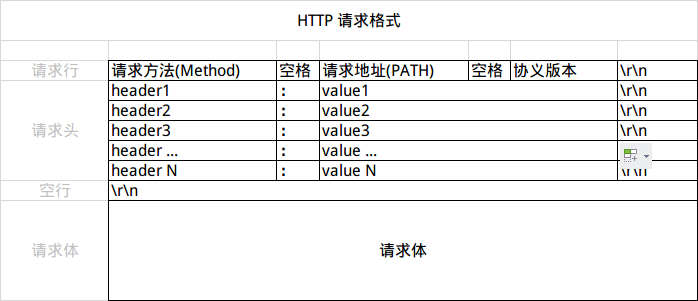 HTTP 请求格式
请求行 请求方法(Method) 空格 请求地址(PATH) 空格 协议版本 \r\n
header1 : value1 \r\n
header2 : value2 \r\n
请求头 header3 : value3 \r\n
header ... : value ...
header N : value N \r\n
空行 \r\n
请求体 请求体